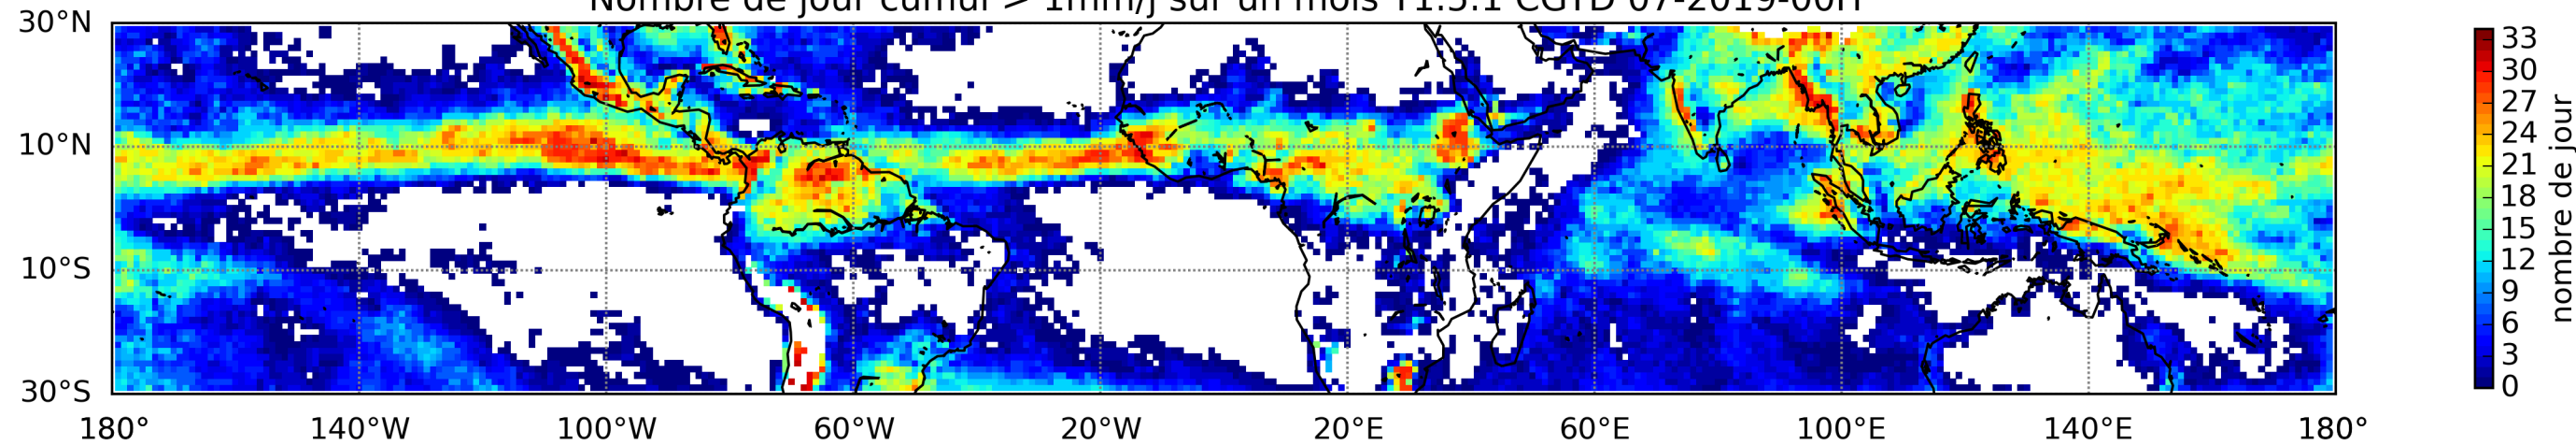 Nombre de jour cumul > 1mm/j sur un mois T1.5.1 CGTD 07-2019-00H
30°N
10°N
10°S
30°S
180° 140°W 100°W 60°W 20°W 20°E 60°E 100°E 140°E 180°
33
30
27
24
21
18
15
12
9
6
3
0
nombre de jour